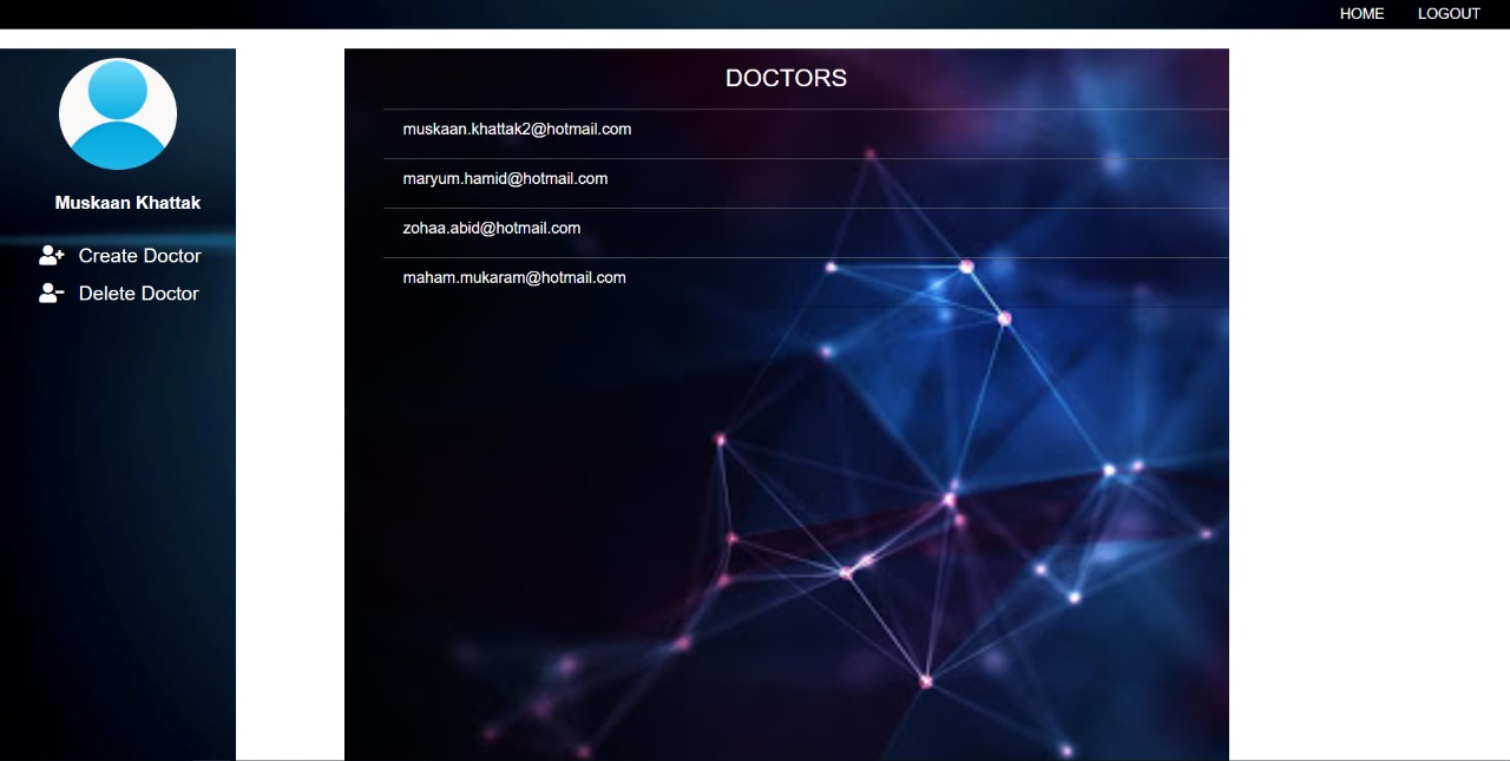 HOME LOGOUT
Muskaan Khattak
Create Doctor
Delete Doctor
DOCTORS
muskaan.khattak2@hotmail.com
maryum.hamid@hotmail.com
zohaa.abid@hotmail.com
maham.mukaram@hotmail.com